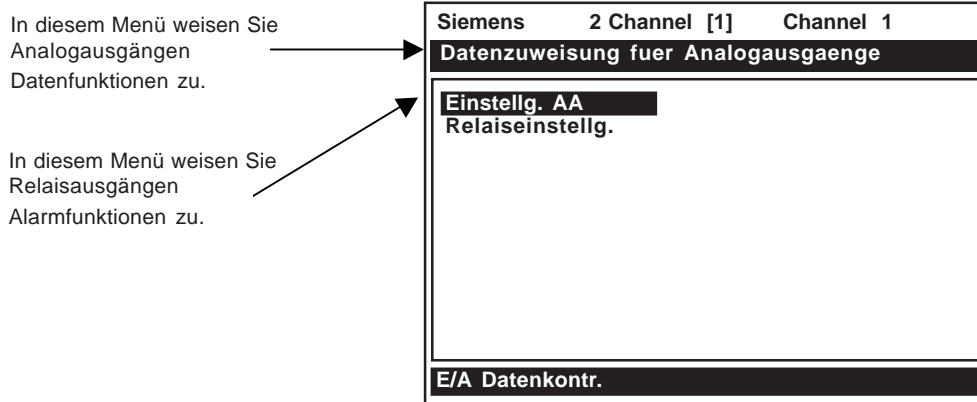 In diesem Menü weisen Sie
Analogausgängen
Datenfunktionen zu.
In diesem Menü weisen Sie
Relaisausgängen
Alarmfunktionen zu.
Siemens 2 Channel [1] Channel 1
Datenzuweisung fuer Analogausgaenge
Einstellg. AA
Relaiseinstellg.
E/A Datenkontr.